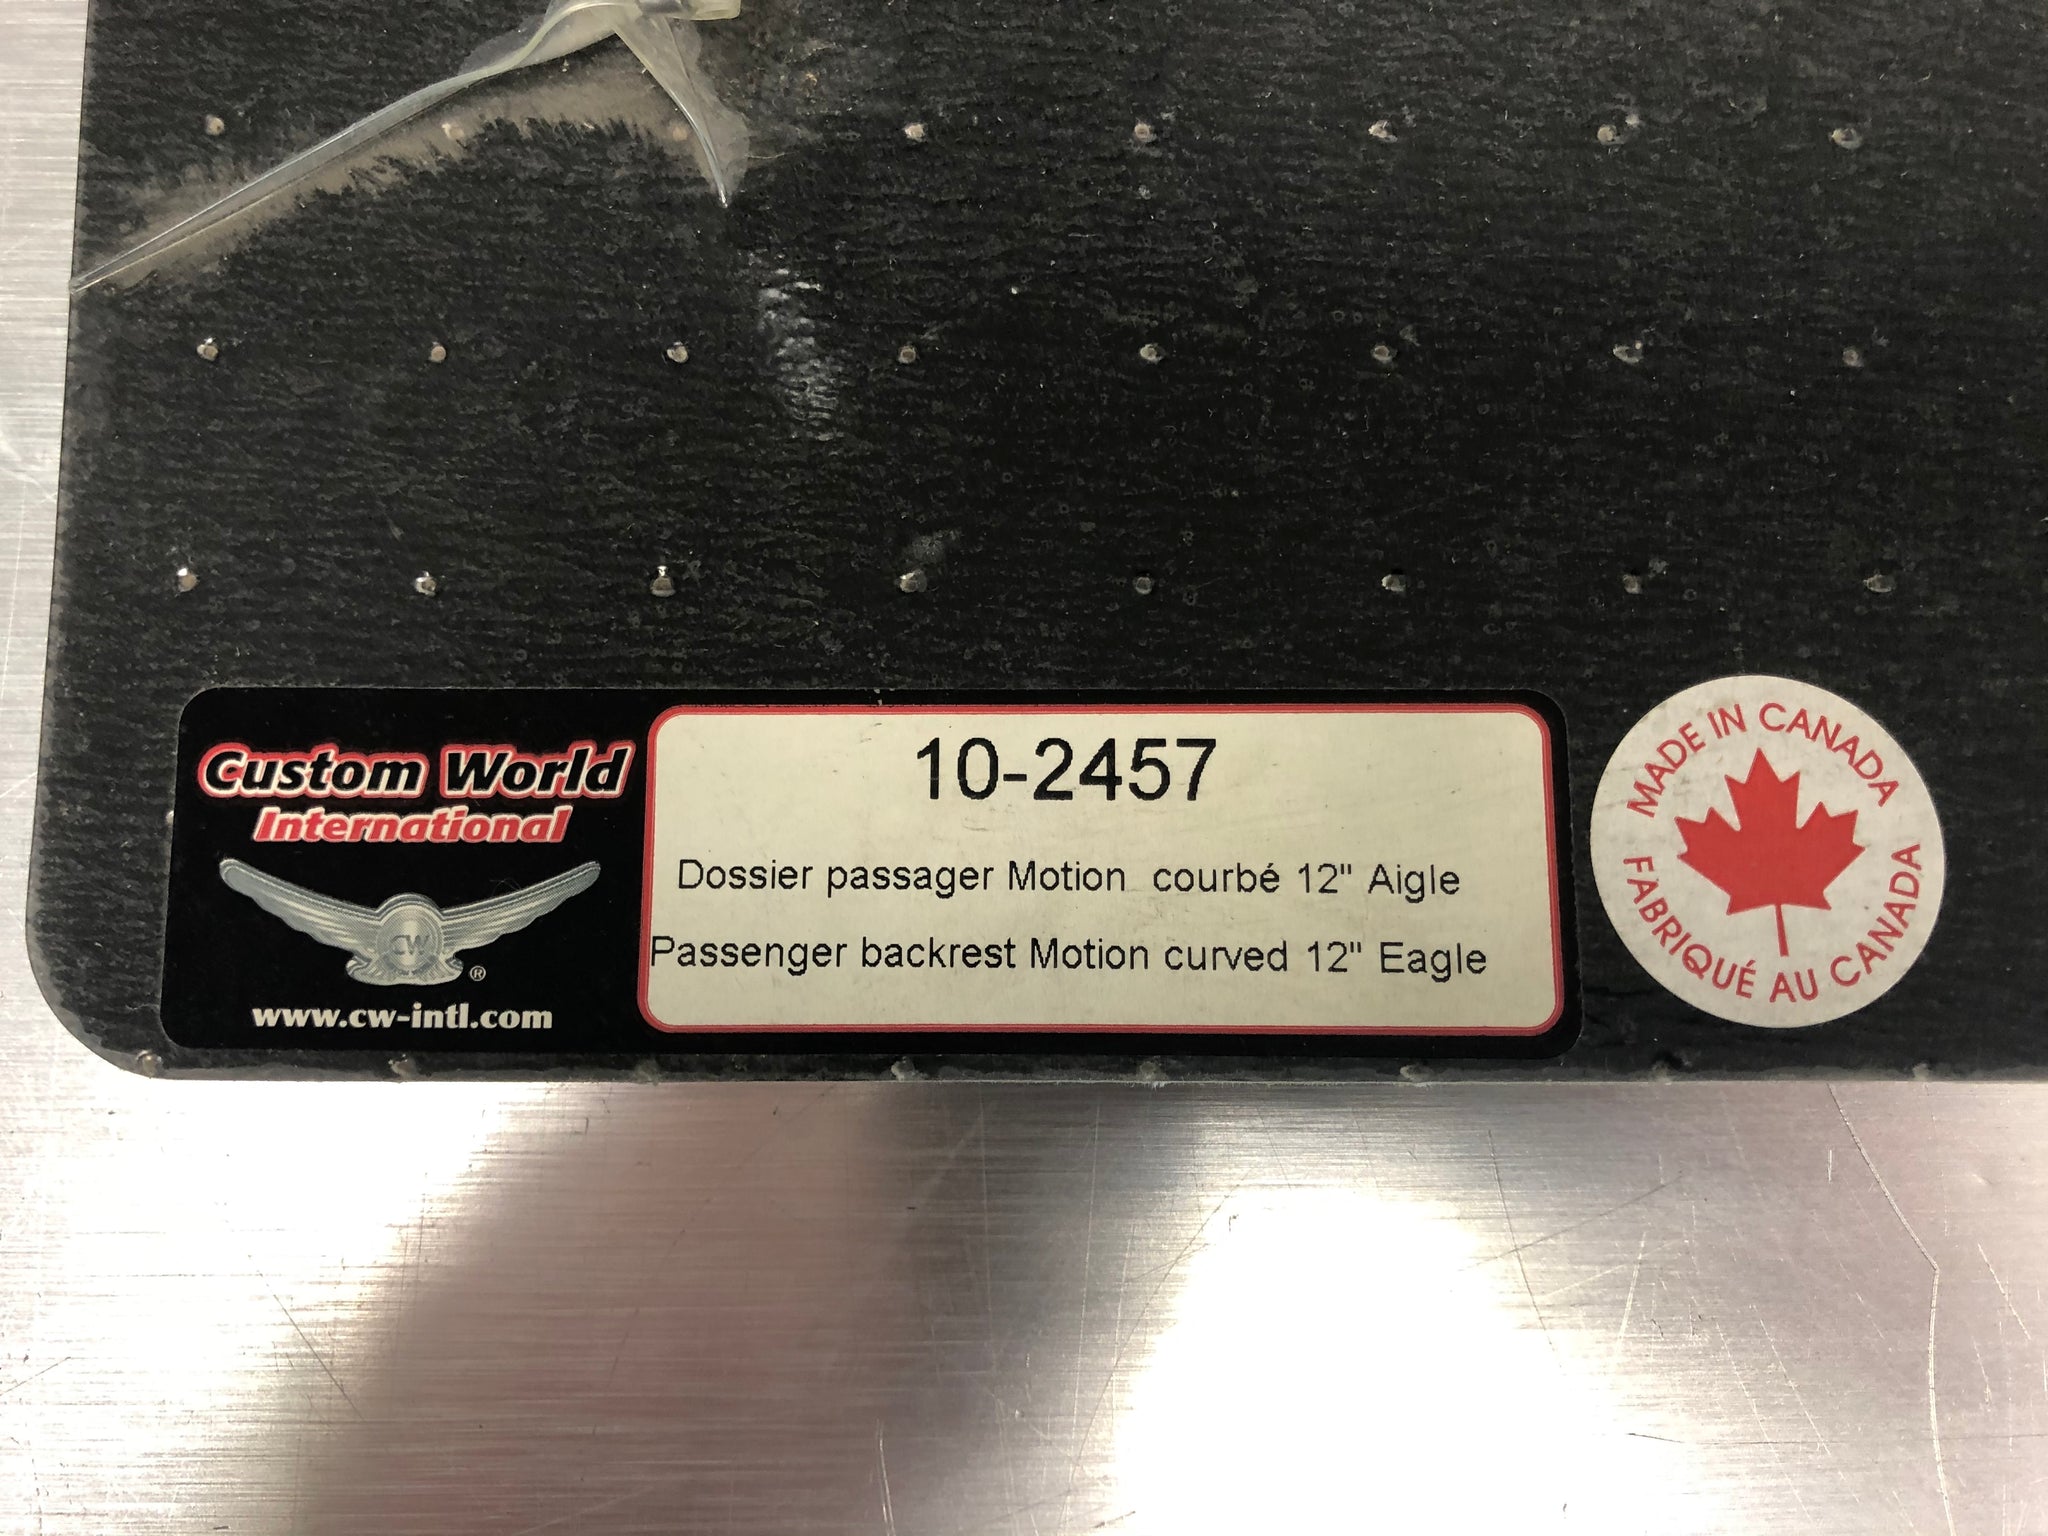 Custom World
International
CW
®
www.cw-intl.com
10-2457
Dossier passager Motion courbé 12" Aigle
Passenger backrest Motion curved 12" Eagle
MADE IN CANADA
FABRIQUÉ AU CANADA